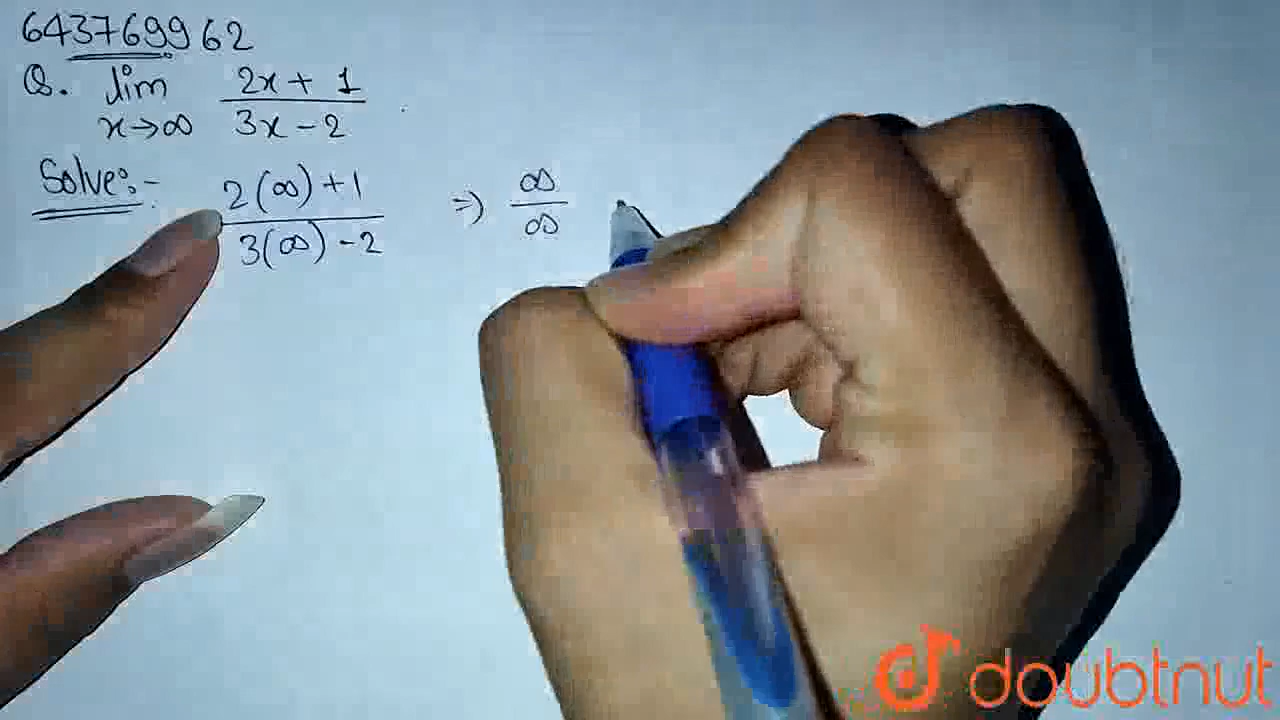 643769962
Q. lim 2x + 1
x→∞ 3x - 2
Solve:- 2(∞) + 1 ⇒) ∞
3(∞) - 2 ∞
doubtnut